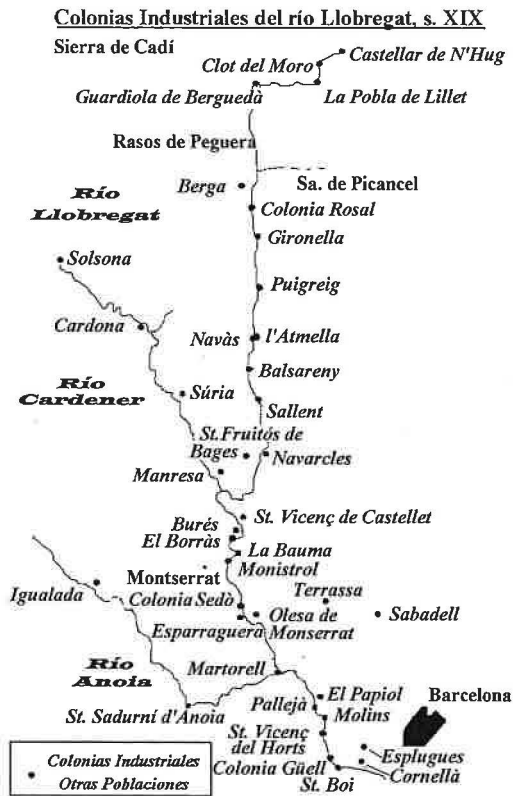 Colonias Industriales del río Llobregat, s. XIX
Sierra de Cadí
Castellar de N'Hug
Clot del Moro
Guardiola de Berguedà
La Pobla de Lillet
Rasos de Peguera
Berga
Sa. de Picancel
Río
Llobregat
Colonia Rosal
Gironella
Solsona
Puigreig
Cardona
Navàs
l'Atmella
Balsareny
Río
Cardener
Súria
Sallent
St.Fruitós de
Bages
Navarcles
Manresa
St. Vicenç de Castellet
Burés
El Borràs
La Bauma
Monistrol
Montserrat
Igualada
Colonia Sedò
Terrassa
Sabadell
Esparraguera
Olesa de
Monserrat
Río
Anoia
Martorell
St. Sadurní d'Anoia
Pallejà
El Papiol
Molins
Barcelona
St. Vicenç
del Horts
Esplugues
Colonia Güell
Cornellà
St. Boi
Colonias Industriales
Otras Poblaciones